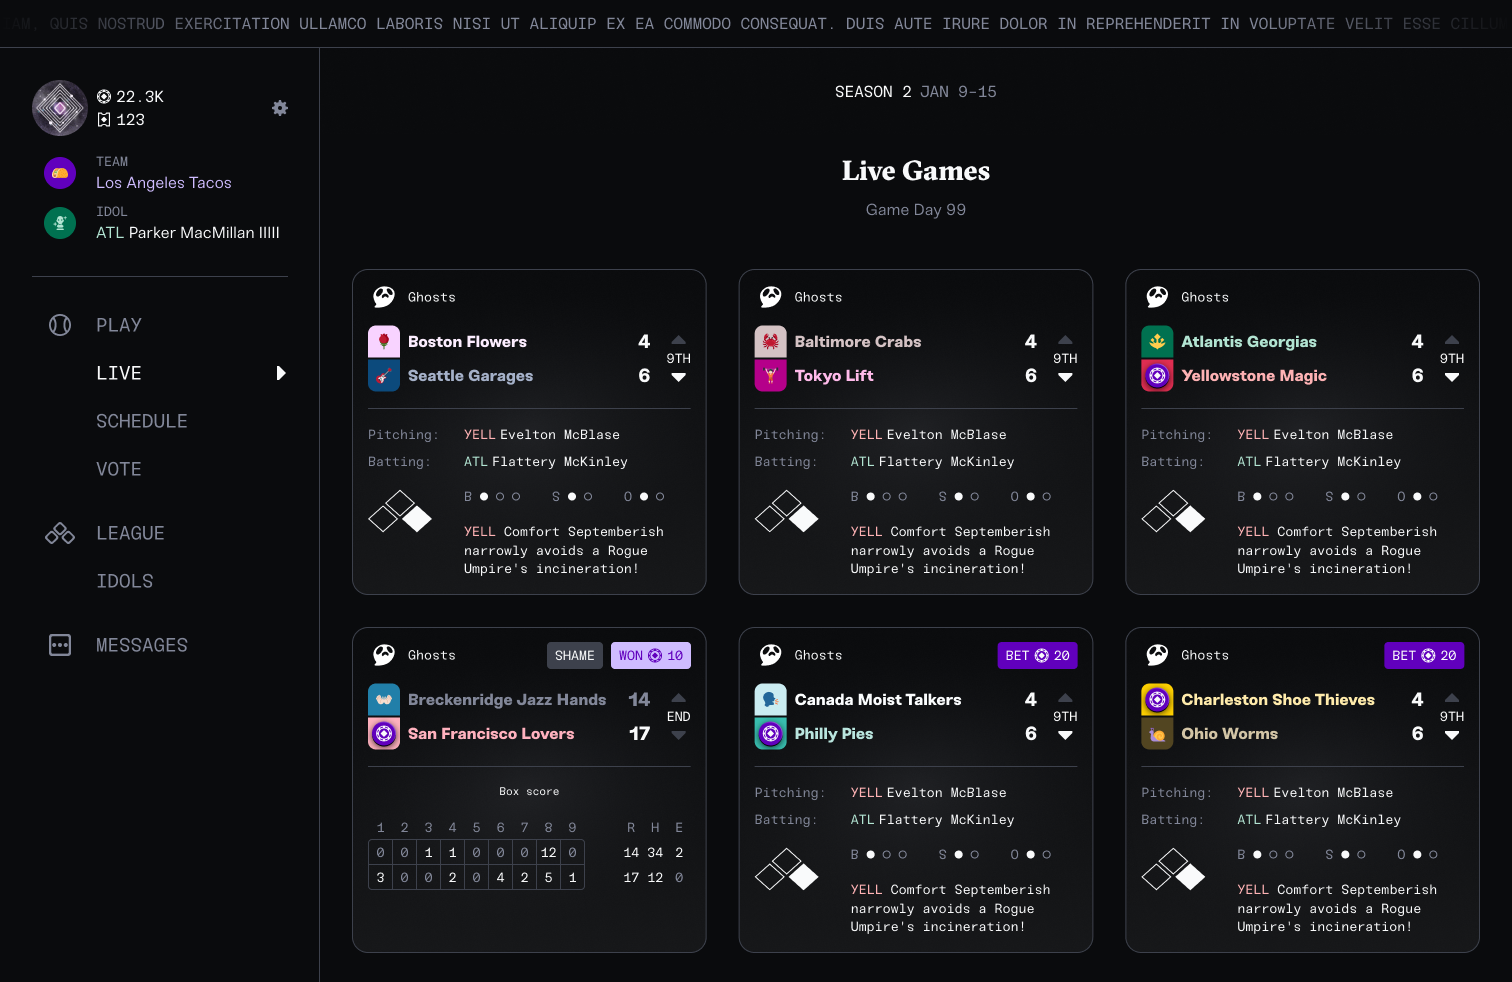 TAM, QUIS NOSTRUD EXERCITATION ULLAMCO LABORIS NISI UT ALIQUIP EX EA COMMODO CONSEQUAT. DUIS AUTE IRURE DOLOR IN REPREHENDERIT IN VOLUPTATE VELIT ESSE CILLU
22.3K
123
TEAM
Los Angeles Tacos
IDOL
ATL Parker MacMillan IIIII
PLAY
LIVE
SCHEDULE
VOTE
LEAGUE
IDOLS
MESSAGES
SEASON 2 JAN 9-15
Live Games
Game Day 99
Ghosts
Boston Flowers 4
9TH
Seattle Garages 6
Pitching: YELL Evelton McBlase
Batting: ATL Flattery McKinley
B S O
YELL Comfort Septemberish
narrowly avoids a Rogue
Umpire's incineration!
Ghosts
Baltimore Crabs 4
9TH
Tokyo Lift 6
Pitching: YELL Evelton McBlase
Batting: ATL Flattery McKinley
B S O
YELL Comfort Septemberish
narrowly avoids a Rogue
Umpire's incineration!
Ghosts
Atlantis Georgias 4
9TH
Yellowstone Magic 6
Pitching: YELL Evelton McBlase
Batting: ATL Flattery McKinley
B S O
YELL Comfort Septemberish
narrowly avoids a Rogue
Umpire's incineration!
Ghosts SHAME WON 10
Breckenridge Jazz Hands 14
END
San Francisco Lovers 17
Box score
1 2 3 4 5 6 7 8 9 R H E
0 0 1 1 0 0 0 12 0 14 34 2
3 0 0 2 0 4 2 5 1 17 12 0
Ghosts BET 20
Canada Moist Talkers 4
9TH
Philly Pies 6
Pitching: YELL Evelton McBlase
Batting: ATL Flattery McKinley
B S O
YELL Comfort Septemberish
narrowly avoids a Rogue
Umpire's incineration!
Ghosts BET 20
Charleston Shoe Thieves 4
9TH
Ohio Worms 6
Pitching: YELL Evelton McBlase
Batting: ATL Flattery McKinley
B S O
YELL Comfort Septemberish
narrowly avoids a Rogue
Umpire's incineration!